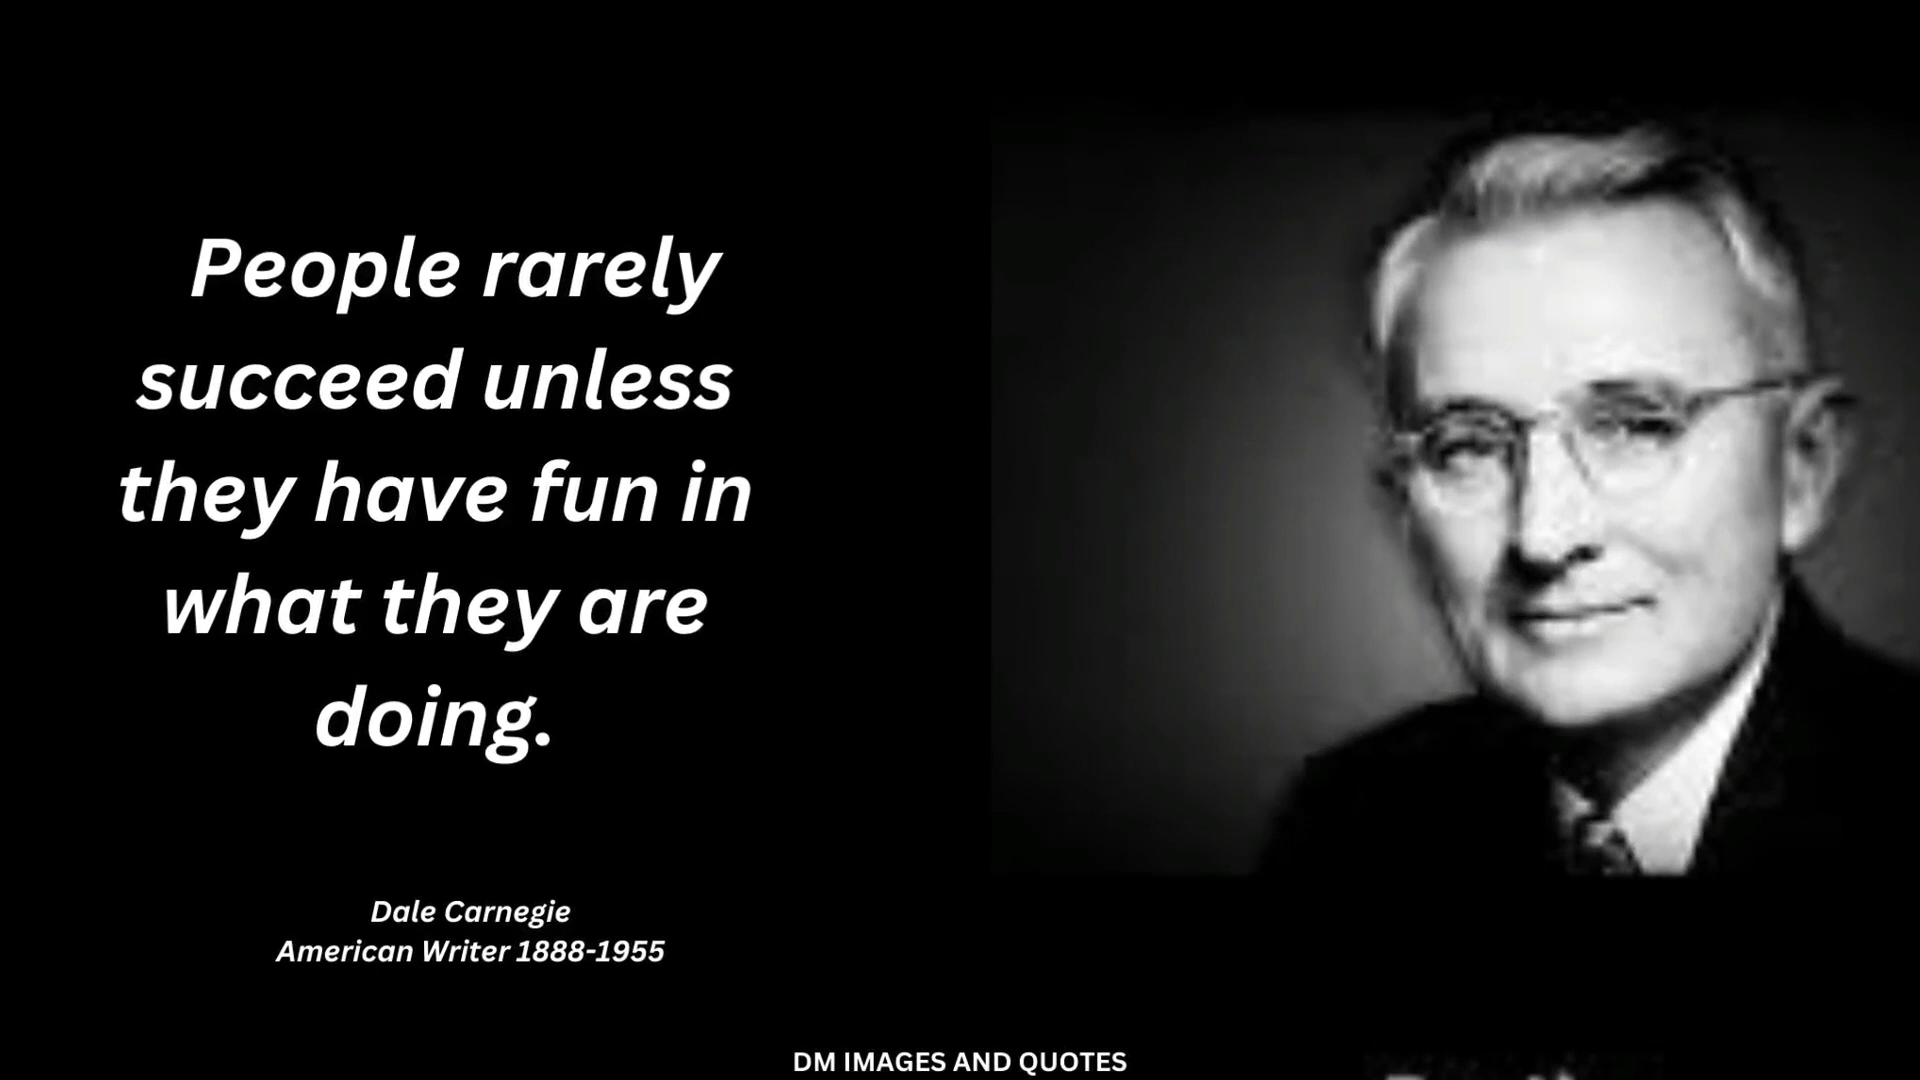 People rarely
succeed unless
they have fun in
what they are
doing.
Dale Carnegie
American Writer 1888-1955
DM IMAGES AND QUOTES